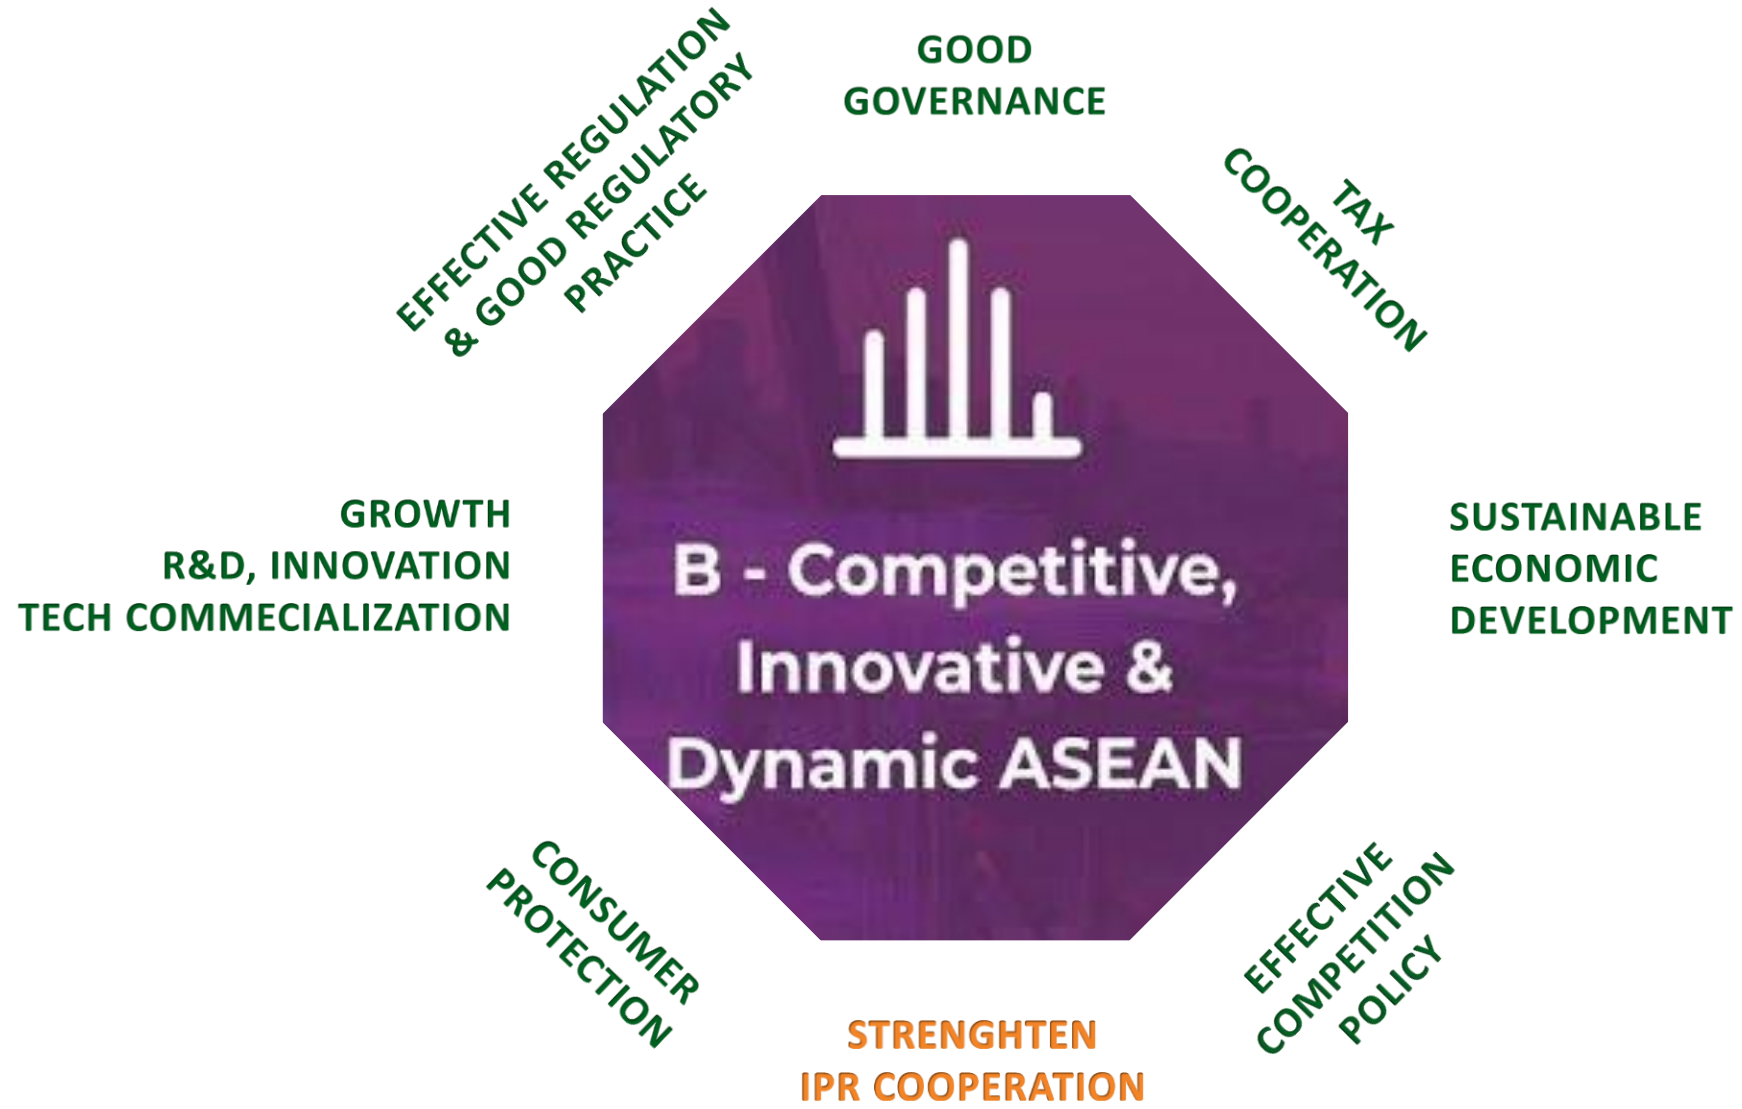 EFFECTIVE REGULATION
& GOOD REGULATORY
PRACTICE
GOOD
GOVERNANCE
TAX
COOPERATION
GROWTH
R&D, INNOVATION
TECH COMMECIALIZATION
B - Competitive,
Innovative &
Dynamic ASEAN
SUSTAINABLE
ECONOMIC
DEVELOPMENT
CONSUMER
PROTECTION
STRENGHTEN
IPR COOPERATION
EFFECTIVE
COMPETITION
POLICY